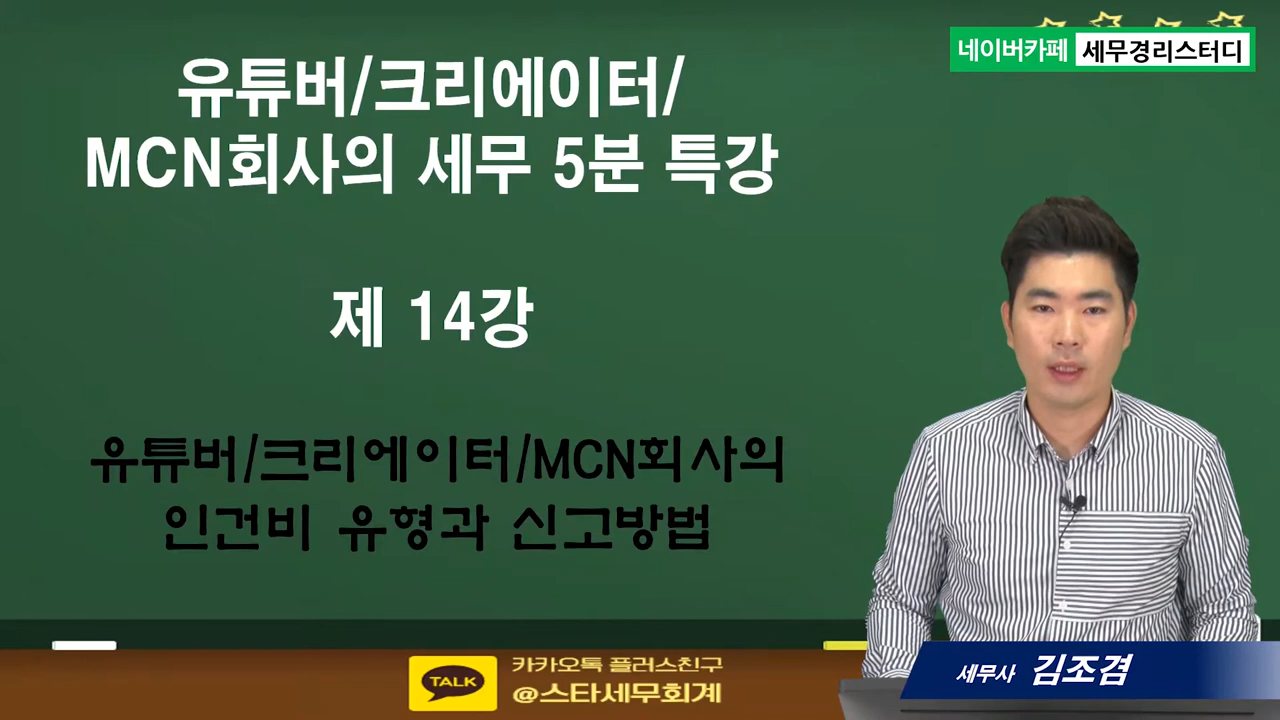 네이버카페 세무경리스터디
유튜버/크리에이터/
MCN회사의 세무 5분 특강
제 14강
유튜버/크리에이터/MCN회사의
인건비 유형과 신고방법
세무사 김조겸
TALK
카카오톡 플러스친구
@스타세무회계